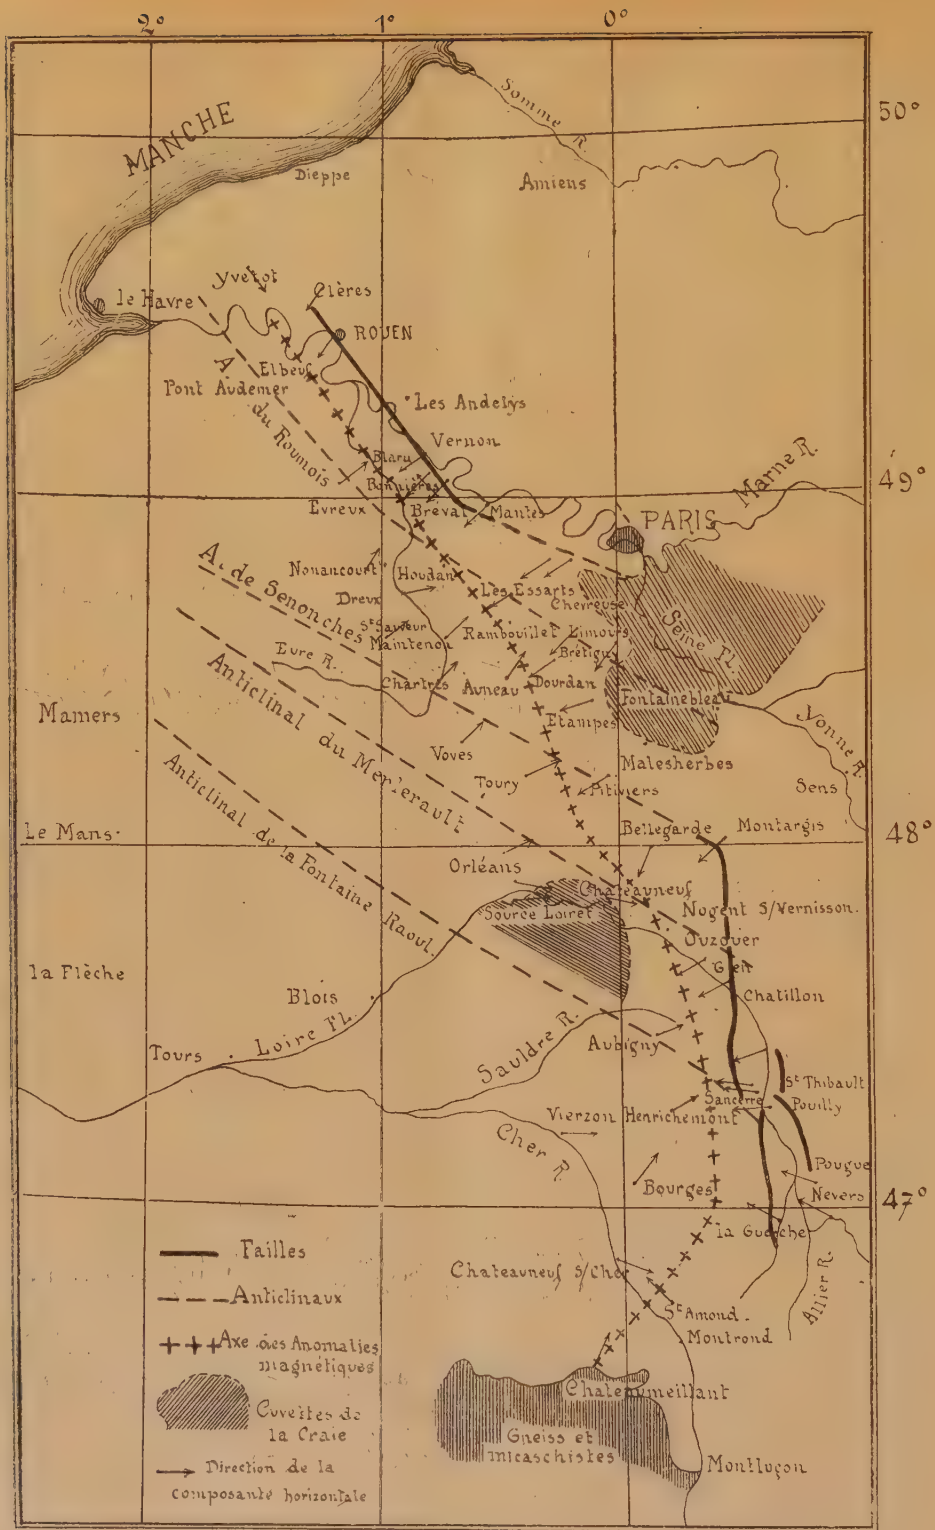 2° 1° 0°
50°
Somme R.
MANCHE
Dieppe
Amiens
Yvetot
Clères
le Havre
ROUEN
Elbeuf
Pont Audemer
A. du Roumois
Les Andelys
Vernon
Blaru
Bonnières
Marne R.
49°
Evreux
Bréval
Mantes
PARIS
A. de Senonches
Nonancourt
Houdan
Les Essarts
Dreux
Chevreuse
St Sauveur
Rambouillet
Limours
Seine Fl.
Maintenon
Eure R.
Brétigny
Chartres
Auneau
Dourdan
Fontainebleau
Mamers
Anticlinal du Merlerault
Etampes
Yonne R.
Voves
Malesherbes
Anticlinal de la Fontaine Raoul.
Toury
Pitiviers
Sens
Le Mans
Bellegarde
Montargis
48°
Orléans
Chateauneuf
Source Loiret
Nogent S/Vernisson.
Ouzouer
la Flèche
Gien
Blois
Chatillon
Loire Fl.
Tours
Sauldre R.
Aubigny
St Thibault
Sancerre
Pouilly
Vierzon
Henrichemont
Cher R.
Pougue
Bourges
Nevers
47°
la Guerche
Failles
Chateauneuf S/Cher
Allier R.
Anticlinaux
St Amond.
Montrond
Axe des Anomalies
magnétiques
Chateaumeillant
Cuvettes de
la Craie
Gneiss et
micaschistes
Montluçon
Direction de la
composante horizontale